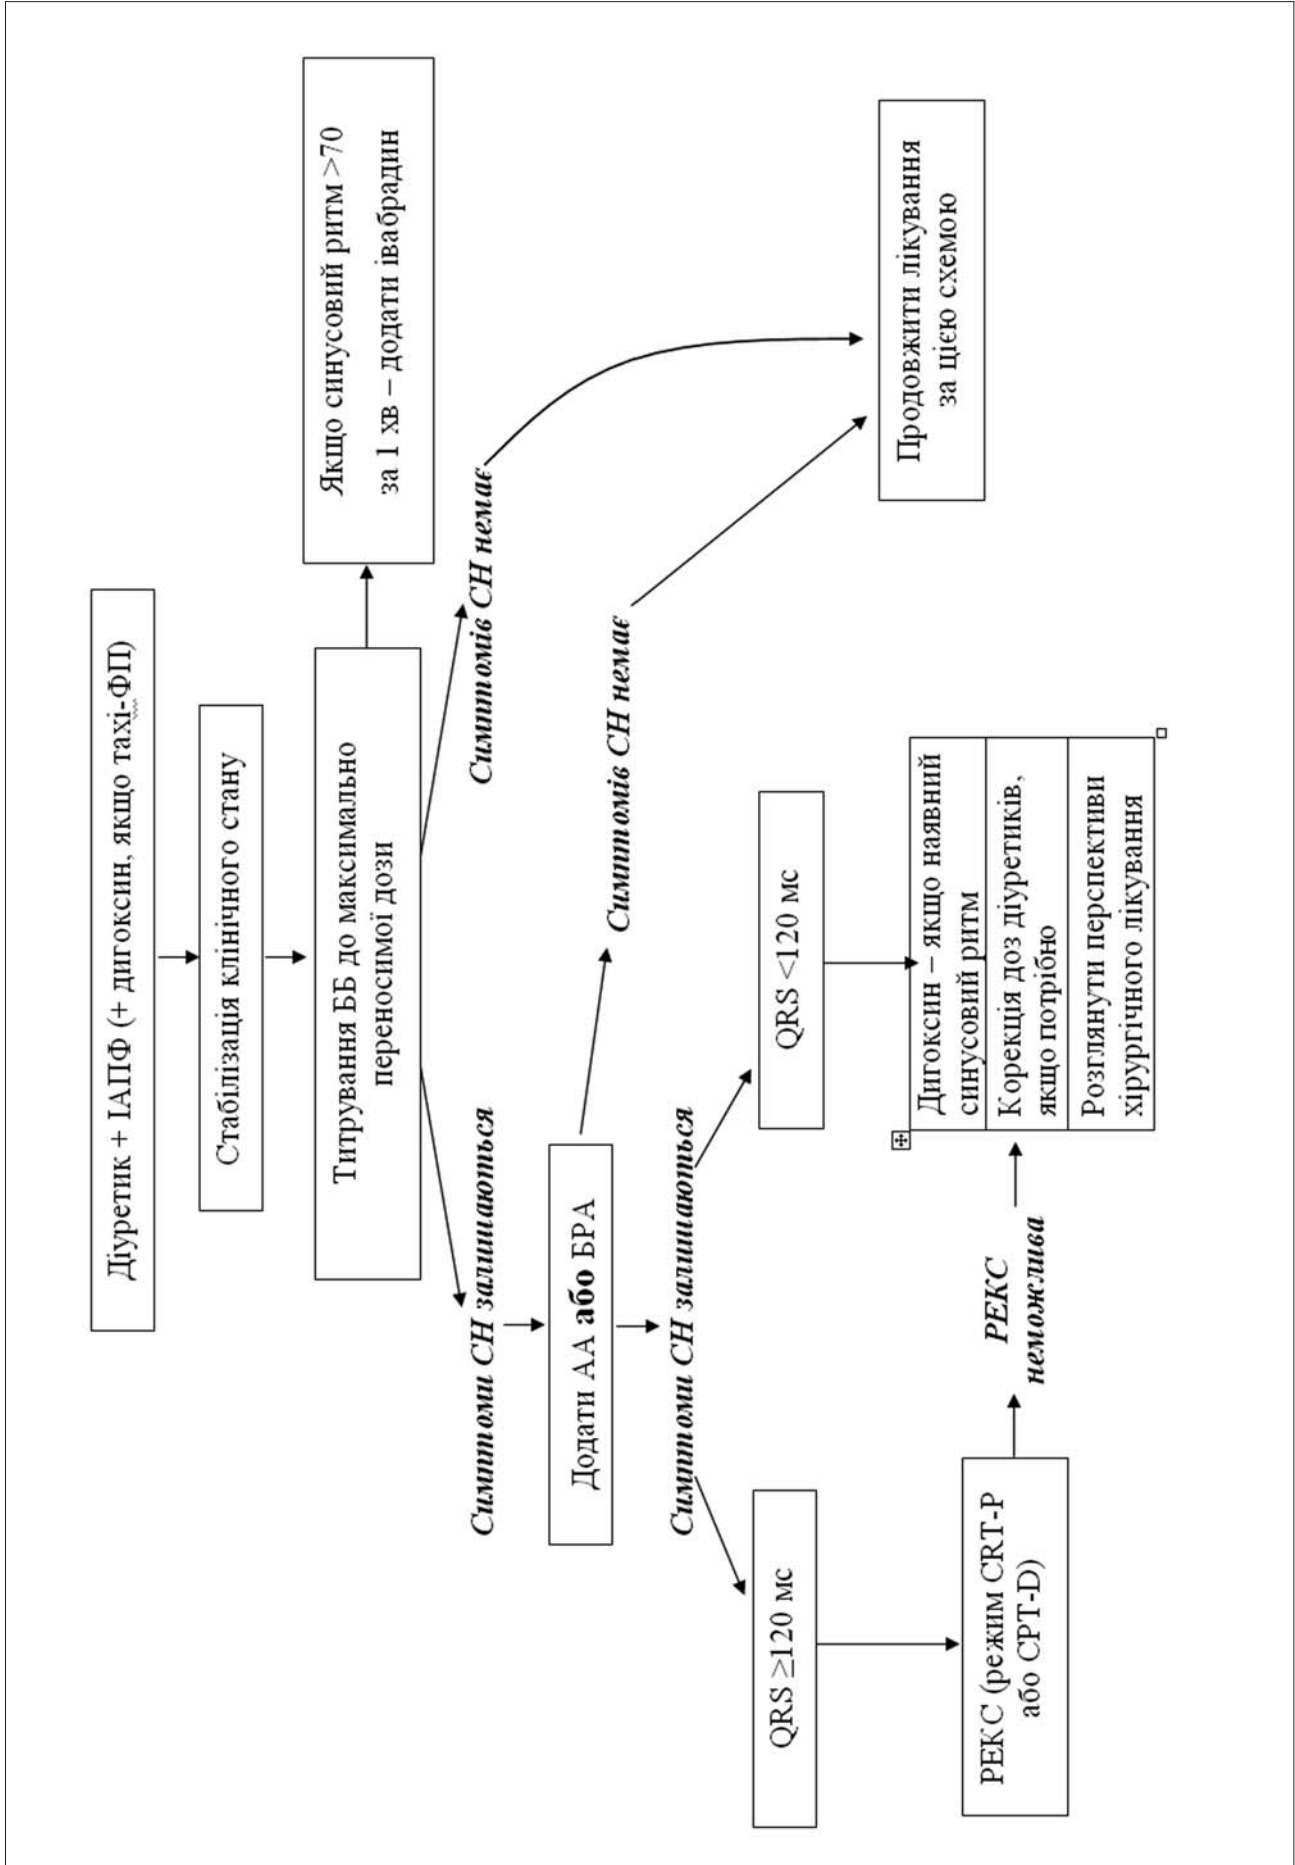 Діуретик + ІАПФ (+ дигоксин, якщо тахі-ФП)
Стабілізація клінічного стану
Титрування ББ до максимально
переносимої дози
Якщо синусовий ритм >70
за 1 хв – додати івабрадин
Симптоми СН залишаються
Симптомів СН немає
Додати АА або БРА
Симптомів СН немає
Симптоми СН залишаються
QRS ≥120 мс
QRS <120 мс
Продовжити лікування
за цією схемою
РЕКС (режим CRT-P
або СРТ-D)
РЕКС
неможлива
Дигоксин – якщо наявний
синусовий ритм
Корекція доз діуретиків,
якщо потрібно
Розглянути перспективи
хірургічного лікування